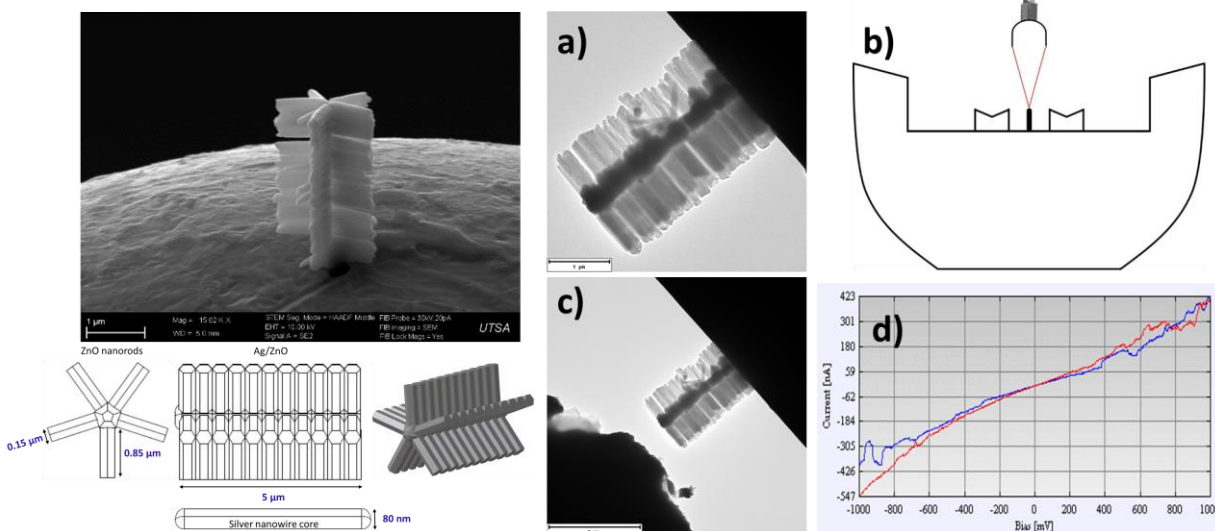 1 µm
Mag = 15.02 K X
WD = 5.0 mm
STEM Seg. Mode = HAADF Middle
EHT = 10.00 kV
Signal A = SE2
FIB Probe = 30kV:20pA
FIB Imaging = SEM
FIB Lock Mags = Yes
UTSA
ZnO nanorods
Ag/ZnO
0.15 µm
0.85 µm
5 µm
Silver nanowire core
80 nm
a)
1 µm
b)
c)
d)
Current [nA]
423
301
180
59
-62
-184
-305
-426
-547
-1000 -800 -600 -400 -200 0 200 400 600 800 100
Bias [mV]